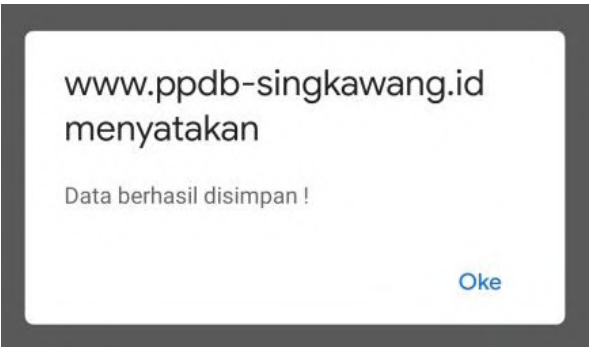 www.ppdb-singkawang.id
menyatakan
Data berhasil disimpan !
Oke